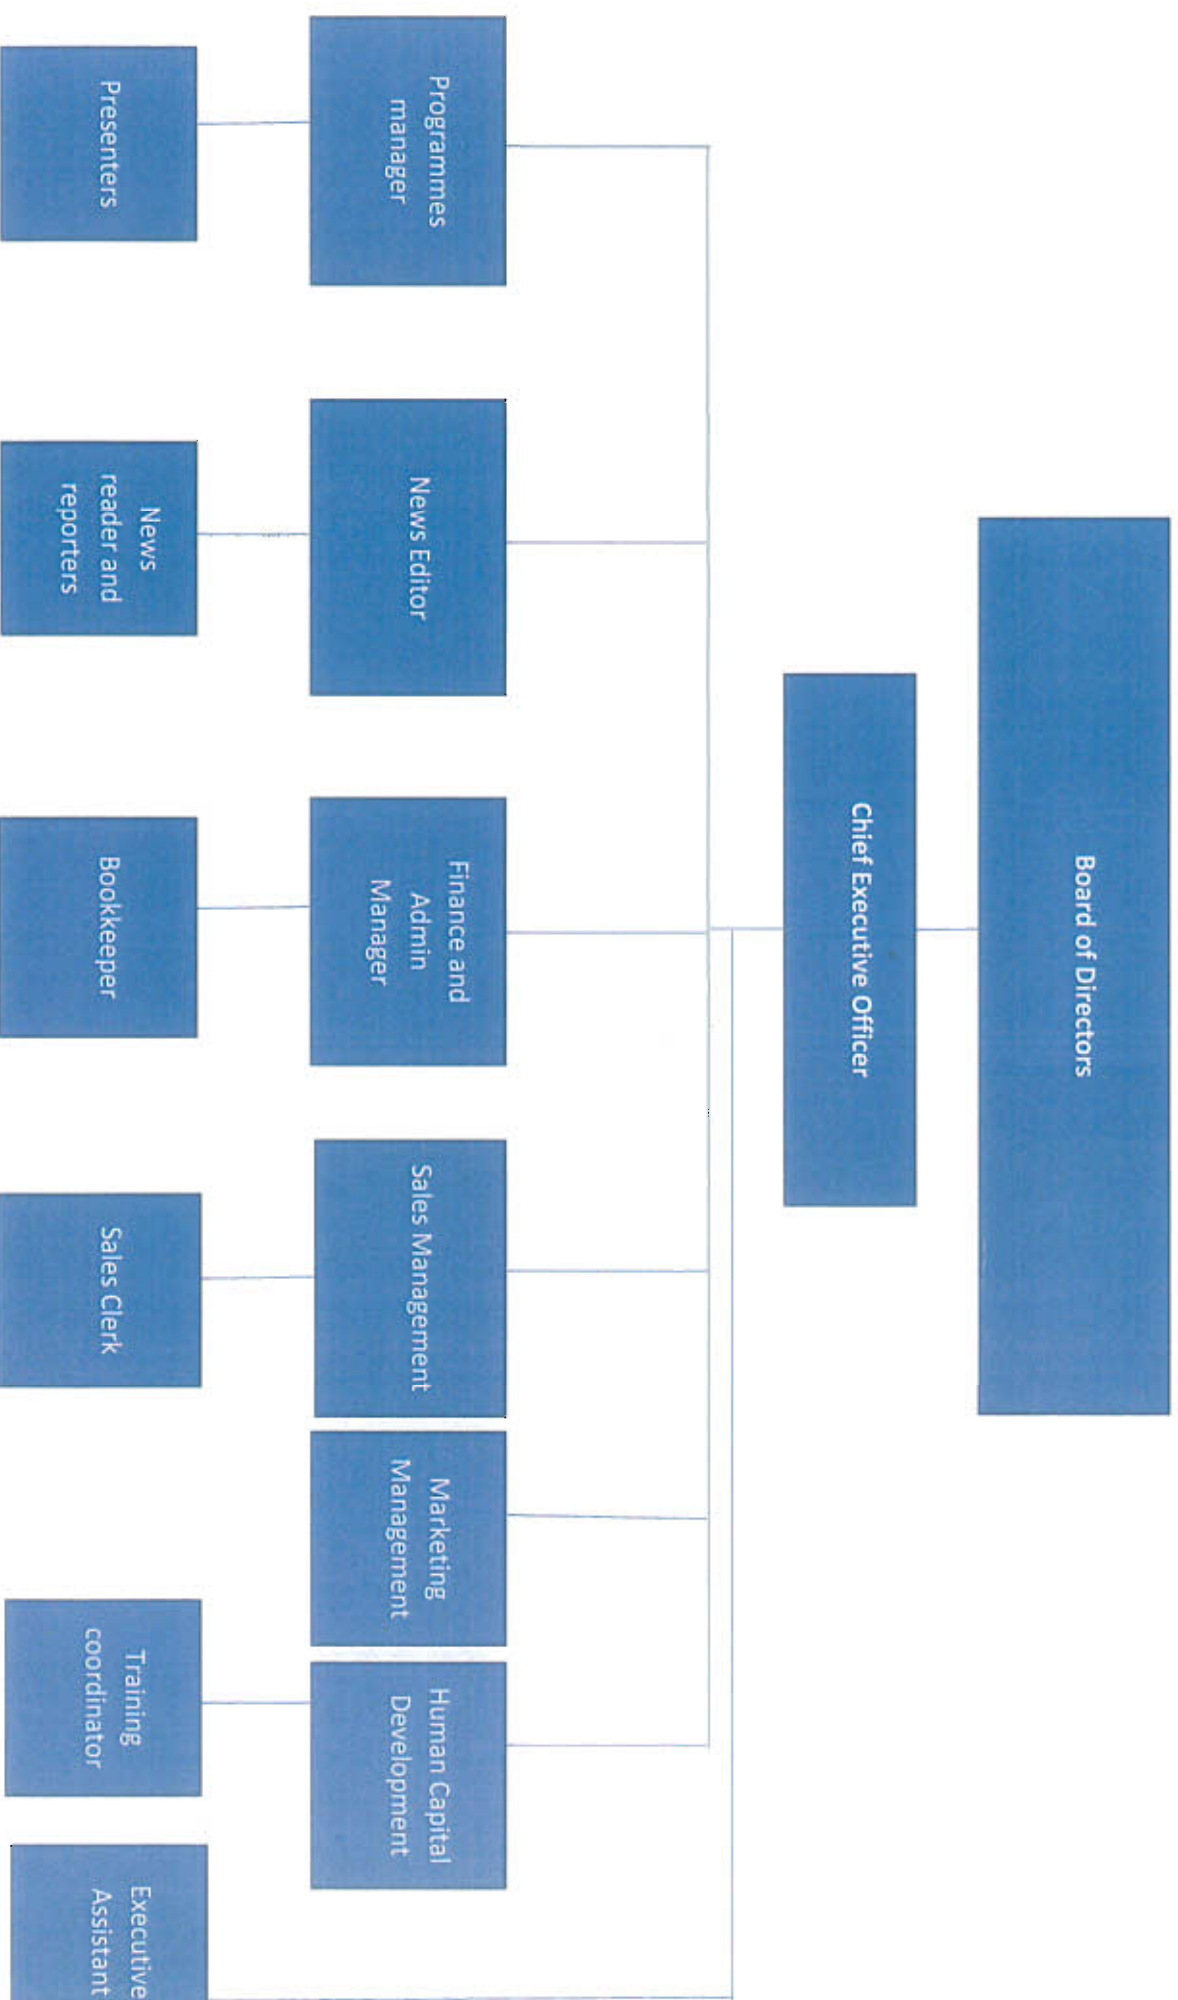 Board of Directors
Chief Executive Officer
Programmes
manager
News Editor
Finance and
Admin
Manager
Sales Management
Marketing
Management
Human Capital
Development
Presenters
News
reader and
reporters
Bookkeeper
Sales Clerk
Training
coordinator
Executive
Assistant